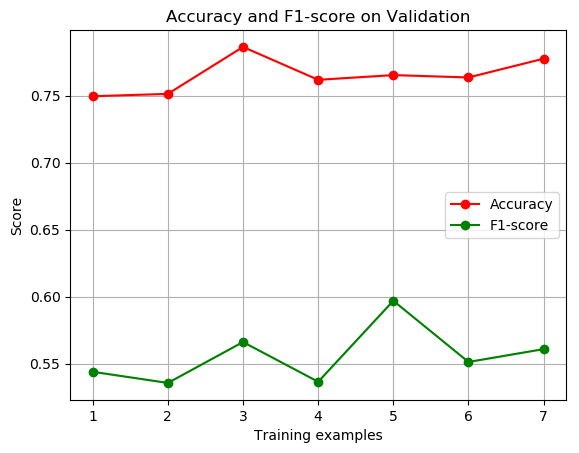 Accuracy and F1-score on Validation
Score
0.75
0.70
0.65
0.60
0.55
Accuracy
F1-score
1 2 3 4 5 6 7
Training examples